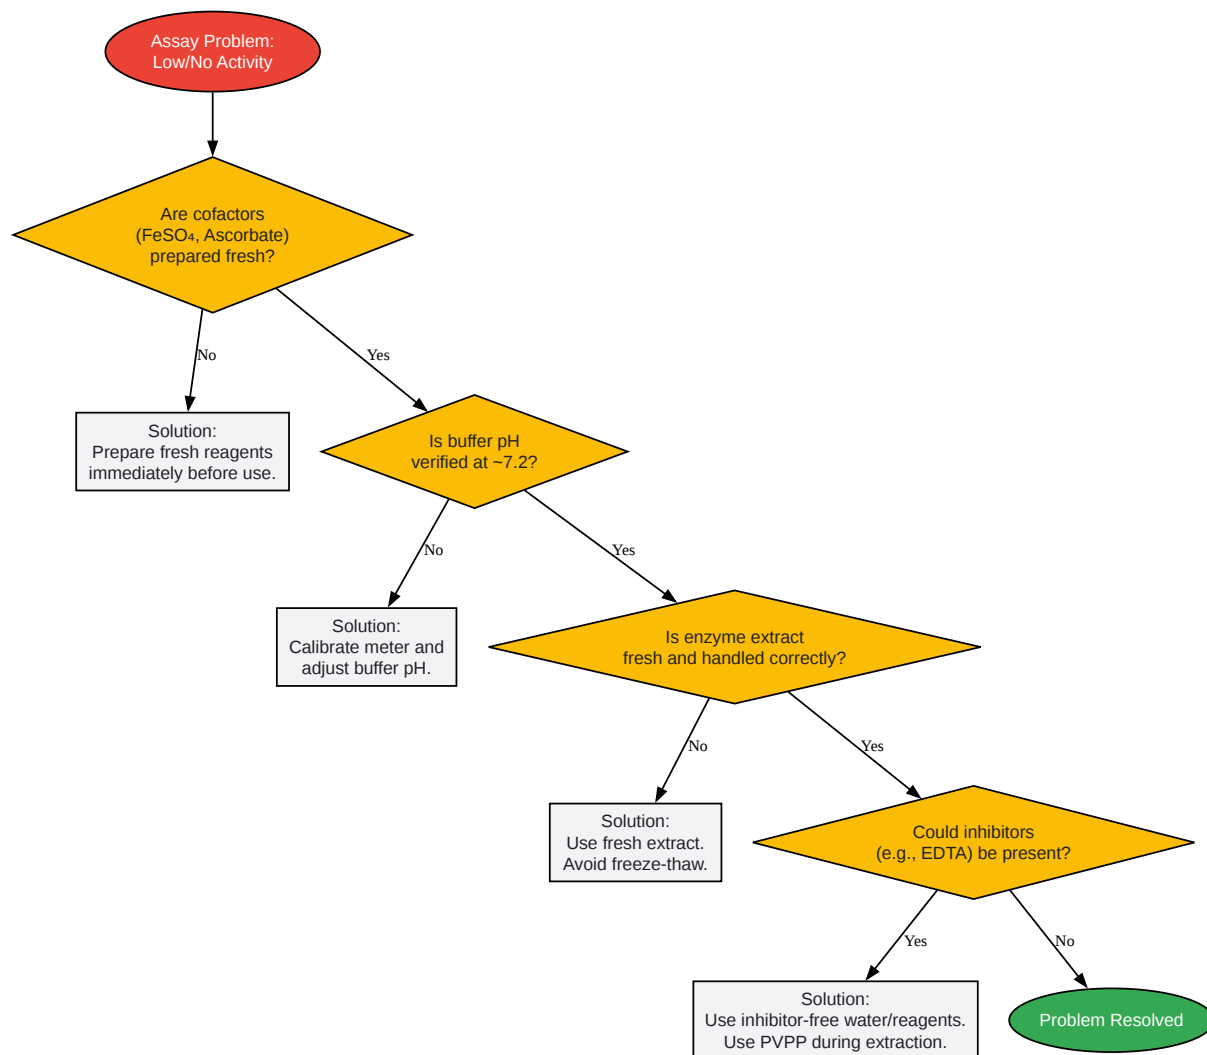 Assay Problem:
Low/No Activity
Are cofactors
(FeSO₄, Ascorbate)
prepared fresh?
No
Yes
Solution:
Prepare fresh reagents
immediately before use.
Is buffer pH
verified at ~7.2?
No
Yes
Solution:
Calibrate meter and
adjust buffer pH.
Is enzyme extract
fresh and handled correctly?
No
Yes
Solution:
Use fresh extract.
Avoid freeze-thaw.
Could inhibitors
(e.g., EDTA) be present?
Yes
No
Solution:
Use inhibitor-free water/reagents.
Use PVPP during extraction.
Problem Resolved